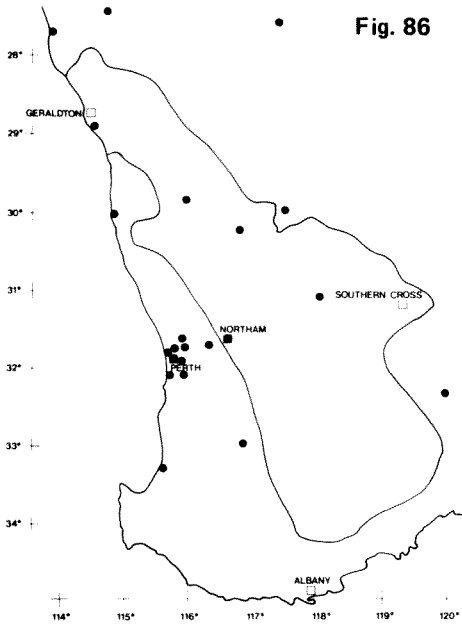 Fig. 86
28°
GERALDTON
29°
30°
31°
SOUTHERN CROSS
NORTHAM
32°
PERTH
33°
34°
ALBANY
114° 115° 116° 117° 118° 119° 120°